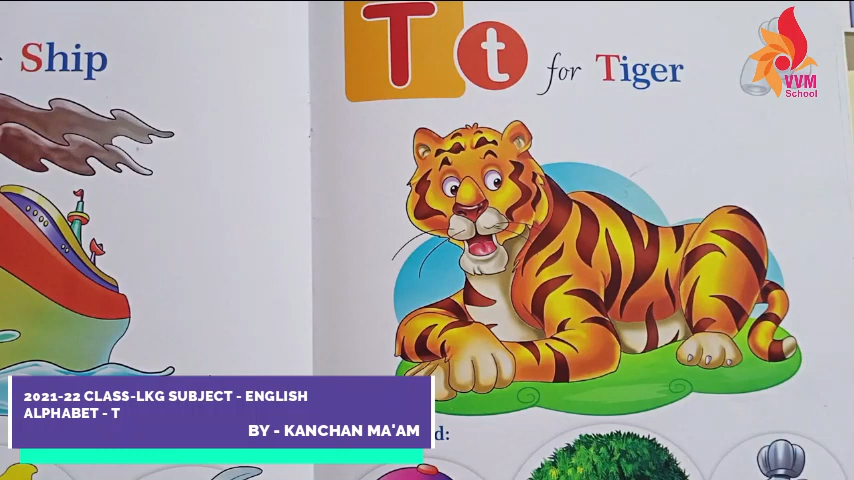 Ship
T t for Tiger
VVM
School
2021-22 CLASS-LKG SUBJECT - ENGLISH
ALPHABET - T
BY - KANCHAN MA'AM
d: